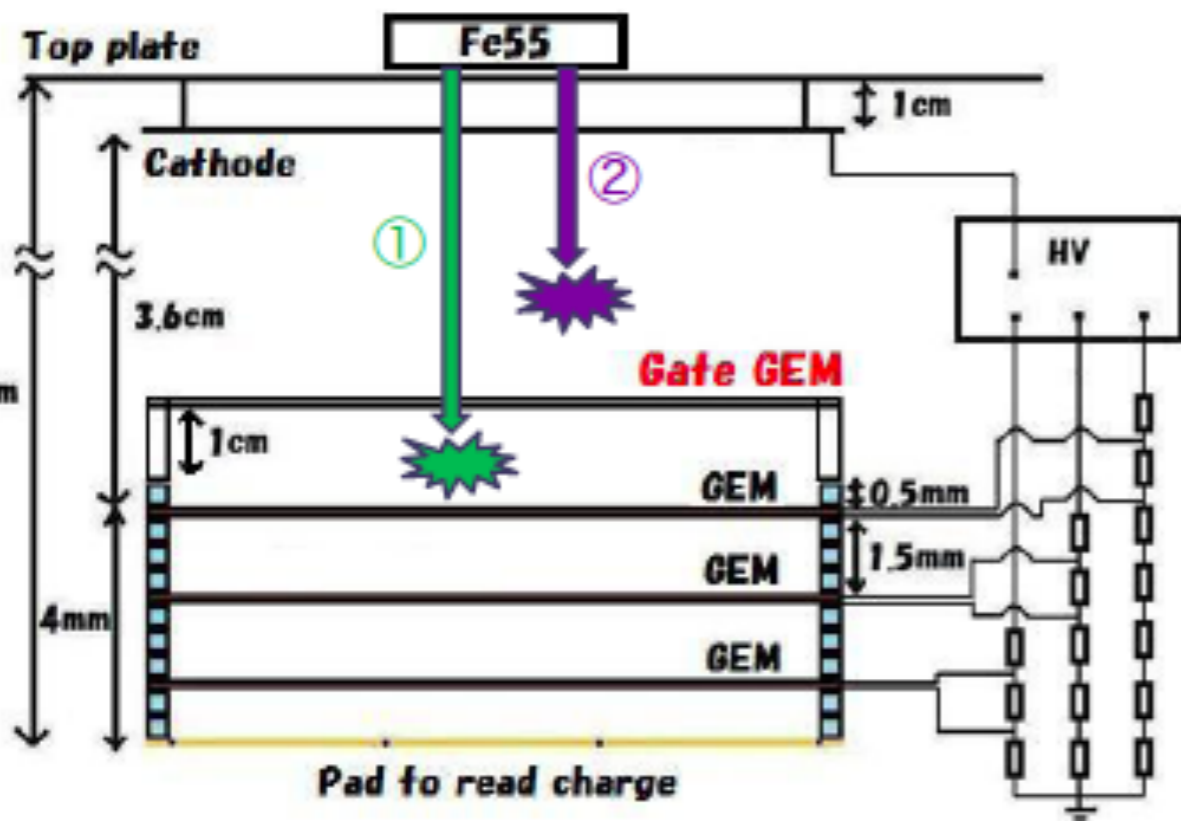 Fe55
Top plate
1cm
Cathode
②
①
HV
3.6cm
Gate GEM
m
1cm
GEM
0.5mm
GEM
1.5mm
4mm
GEM
Pad to read charge